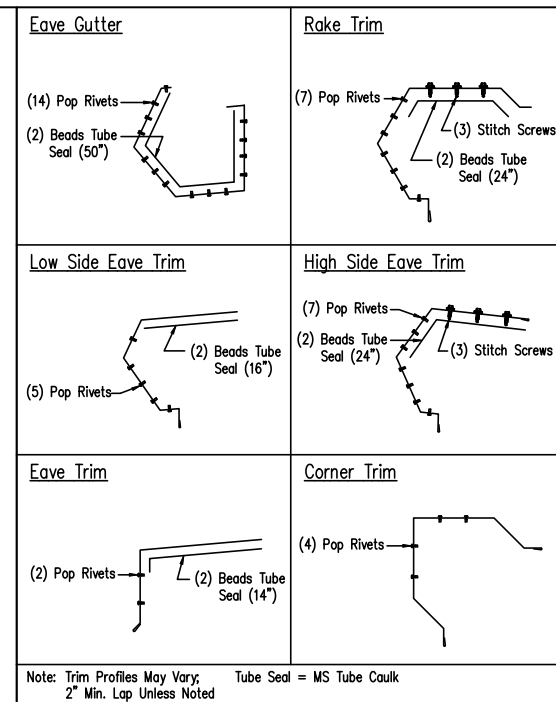 Eave Gutter
(14) Pop Rivets
(2) Beads Tube
Seal (50")
Rake Trim
(7) Pop Rivets
(3) Stitch Screws
(2) Beads Tube
Seal (24")
Low Side Eave Trim
(2) Beads Tube
Seal (16")
(5) Pop Rivets
High Side Eave Trim
(7) Pop Rivets
(2) Beads Tube
Seal (24")
(3) Stitch Screws
Eave Trim
(2) Pop Rivets
(2) Beads Tube
Seal (14")
Corner Trim
(4) Pop Rivets
Note: Trim Profiles May Vary; Tube Seal = MS Tube Caulk
2" Min. Lap Unless Noted